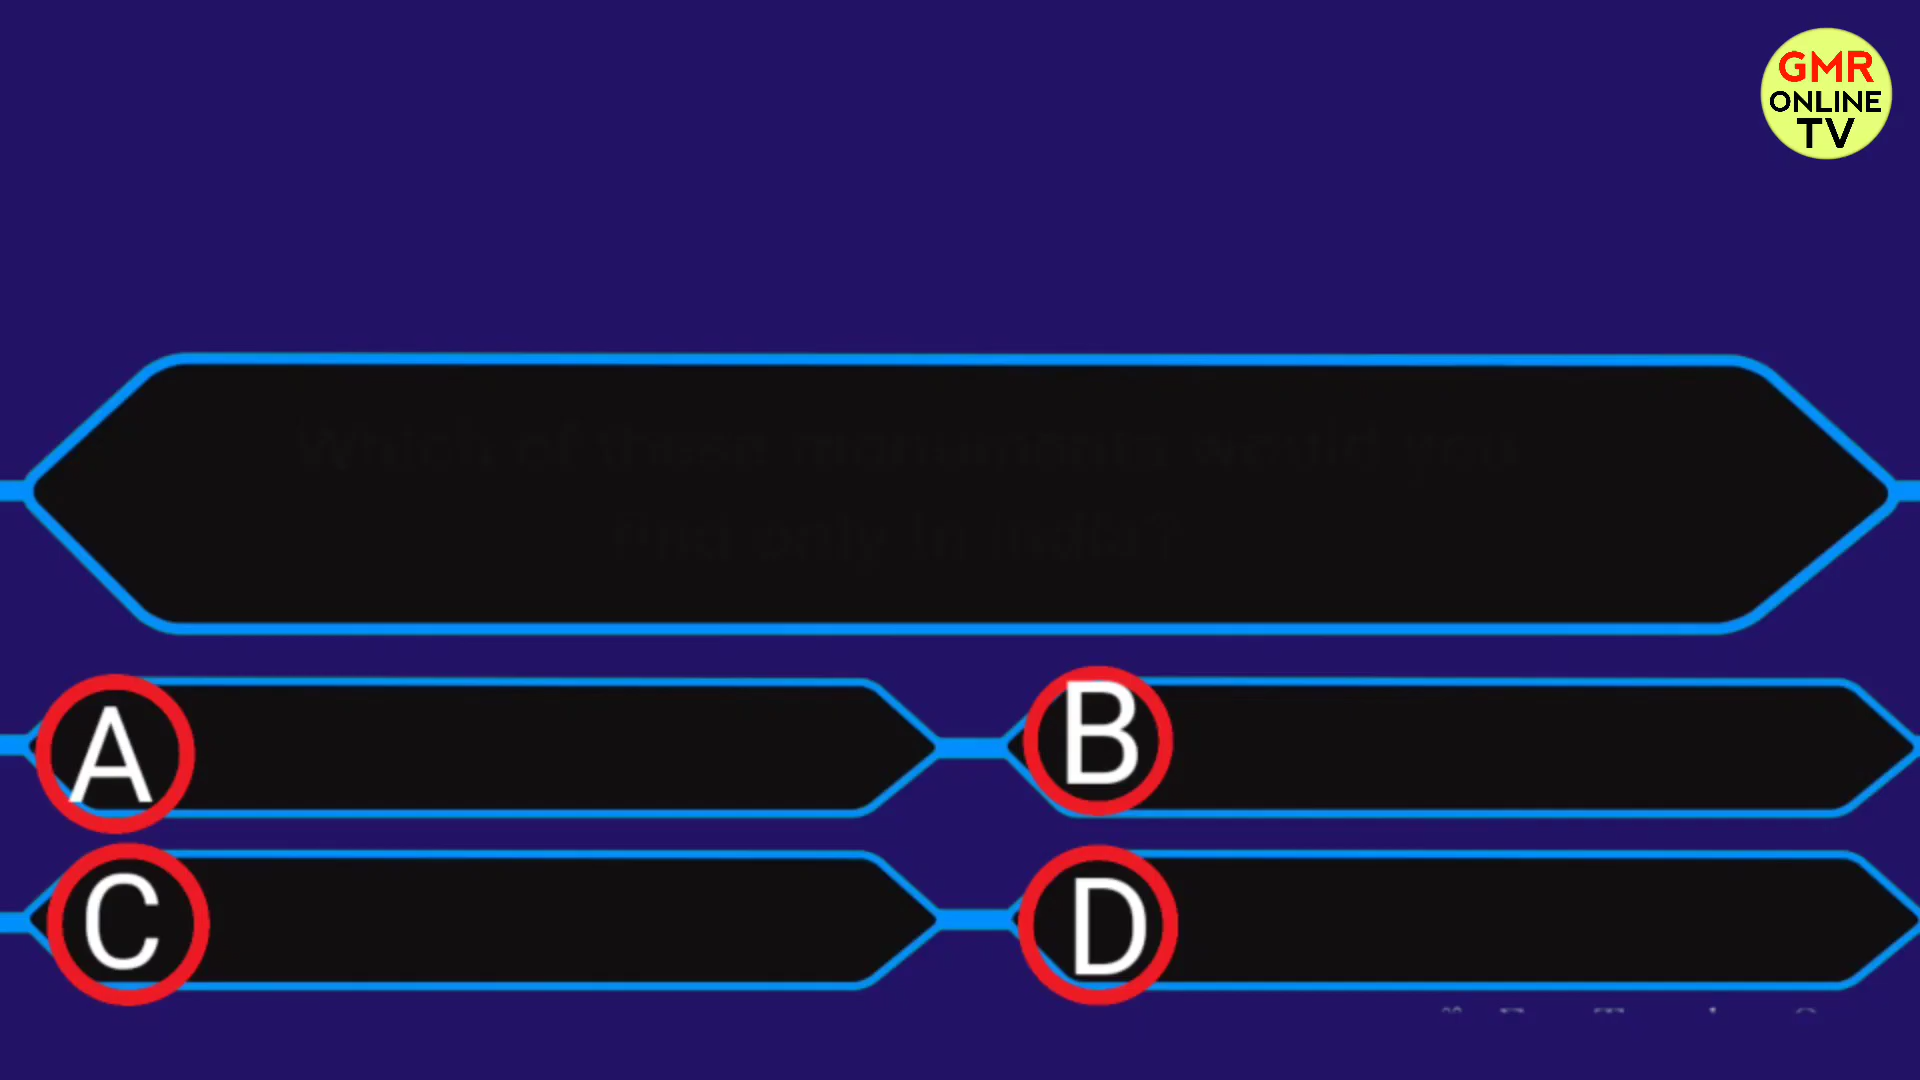 GMR
ONLINE
TV
Which of these monuments would you
find only in India?
A
B
C
D